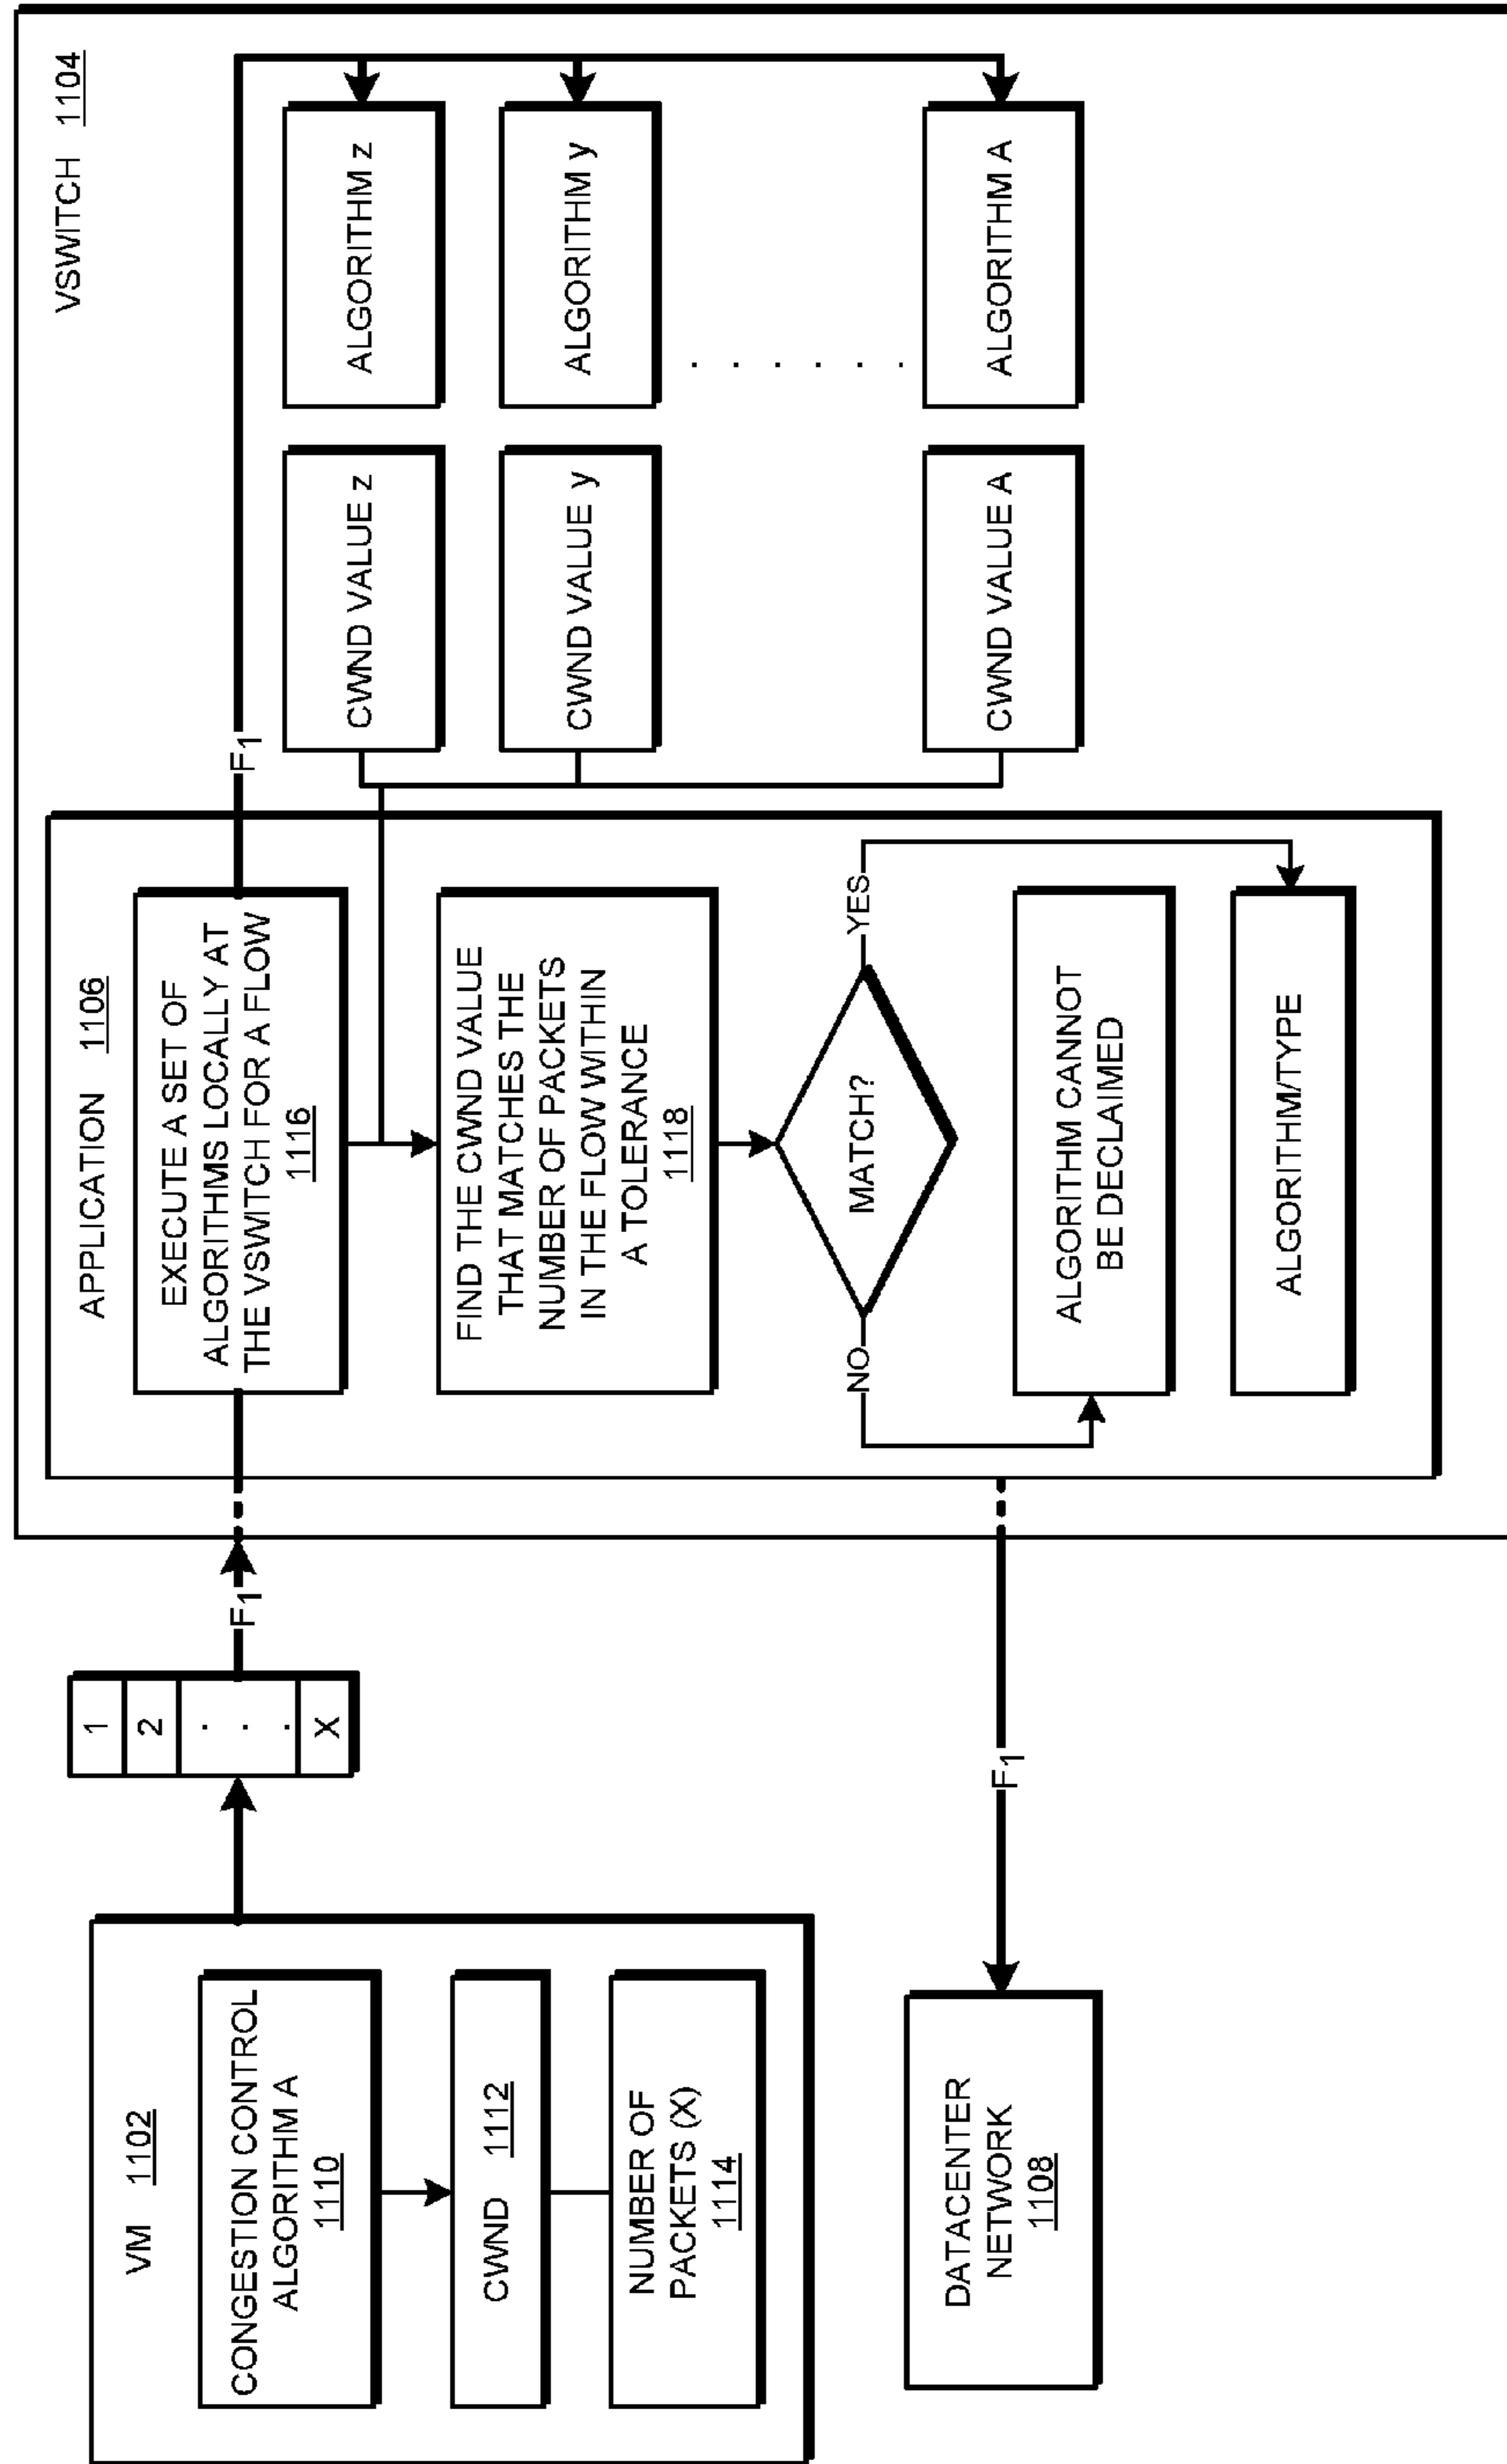 VM 1102
CONGESTION CONTROL
ALGORITHM A
1110
CWND 1112
NUMBER OF
PACKETS (X)
1114
DATACENTER
NETWORK
1108
1
2
. . .
X
F1
F1
VSWITCH 1104
APPLICATION 1106
EXECUTE A SET OF
ALGORITHMS LOCALLY AT
THE VSWITCH FOR A FLOW
1116
FIND THE CWND VALUE
THAT MATCHES THE
NUMBER OF PACKETS
IN THE FLOW WITHIN
A TOLERANCE
1118
MATCH?
NO
YES
ALGORITHM CANNOT
BE DECLAIMED
ALGORITHM/TYPE
F1
CWND VALUE z
ALGORITHM z
CWND VALUE y
ALGORITHM y
. . . . . .
CWND VALUE A
ALGORITHM A